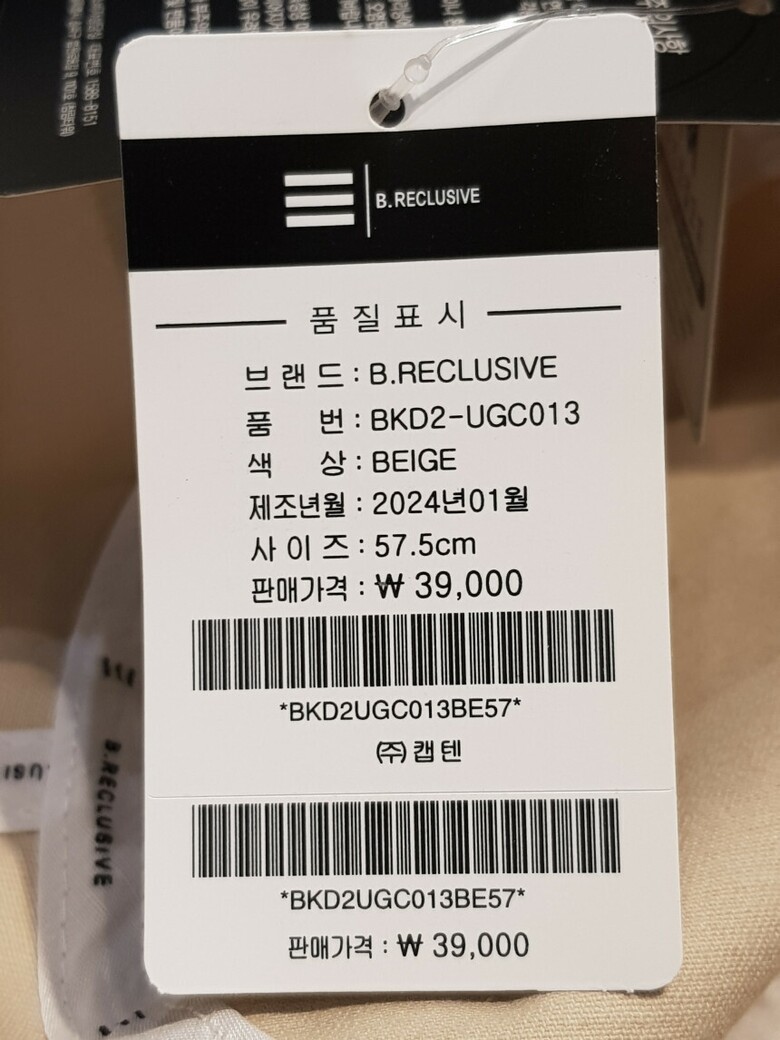 1566-8151
B.RECLUSIVE
품질표시
브랜드 : B.RECLUSIVE
품 번 : BKD2-UGC013
색 상 : BEIGE
제조년월 : 2024년01월
사이즈 : 57.5cm
판매가격 : ₩ 39,000
*BKD2UGC013BE57*
㈜캡텐
*BKD2UGC013BE57*
판매가격 : ₩ 39,000
B.RECLUSIVE